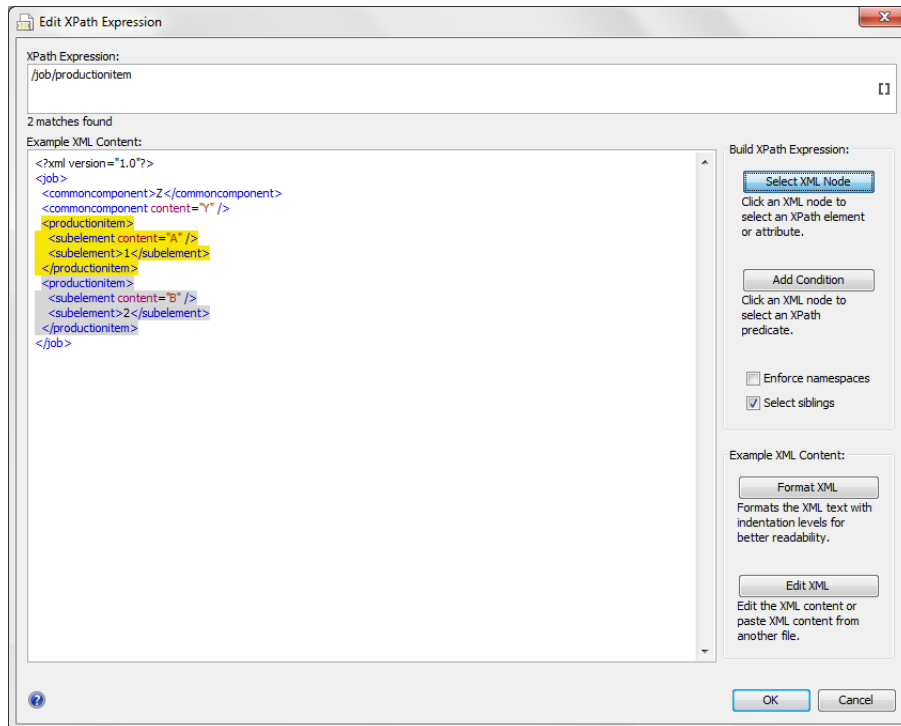 Edit XPath Expression
XPath Expression:
/job/productionitem
[]
2 matches found
Example XML Content:
<?xml version="1.0"?>
<job>
<commoncomponent>Z</commoncomponent>
<commoncomponent content="Y" />
<productionitem>
<subelement content="A" />
<subelement>1</subelement>
</productionitem>
<productionitem>
<subelement content="B" />
<subelement>2</subelement>
</productionitem>
</job>
Build XPath Expression:
Select XML Node
Click an XML node to
select an XPath element
or attribute.
Add Condition
Click an XML node to
select an XPath
predicate.
Enforce namespaces
Select siblings
Example XML Content:
Format XML
Formats the XML text with
indentation levels for
better readability.
Edit XML
Edit the XML content or
paste XML content from
another file.
?
OK
Cancel